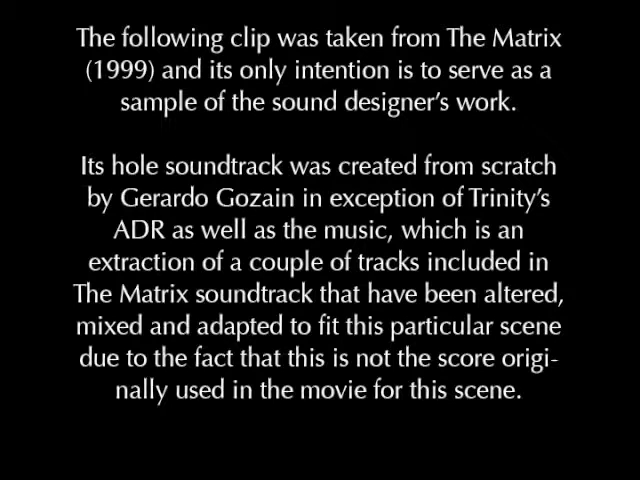 The following clip was taken from The Matrix
(1999) and its only intention is to serve as a
sample of the sound designer's work.
Its hole soundtrack was created from scratch
by Gerardo Gozain in exception of Trinity's
ADR as well as the music, which is an
extraction of a couple of tracks included in
The Matrix soundtrack that have been altered,
mixed and adapted to fit this particular scene
due to the fact that this is not the score origi-
nally used in the movie for this scene.